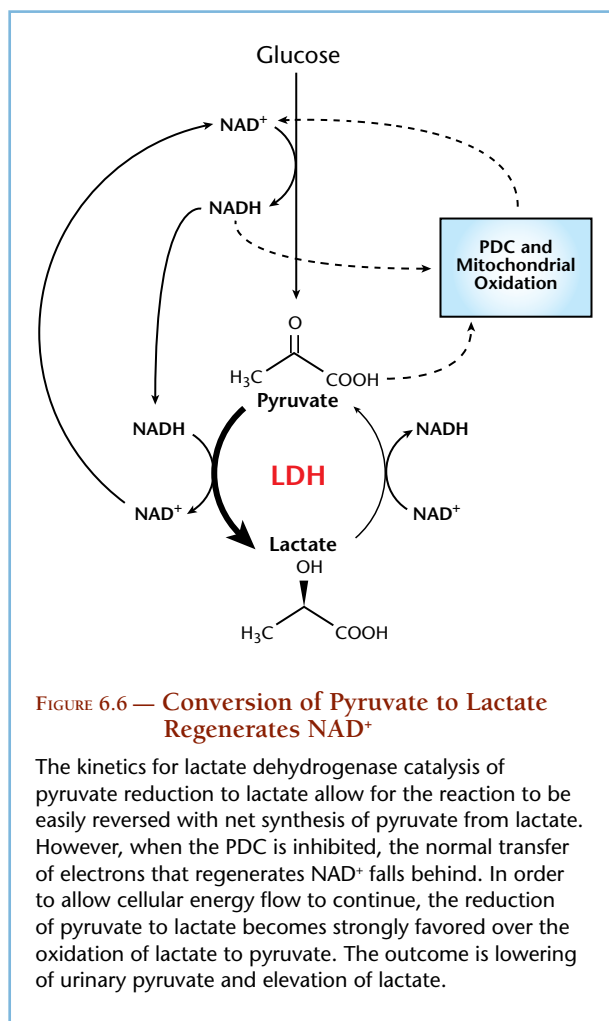 Glucose
NAD+
NADH
PDC and
Mitochondrial
Oxidation
O
H₃C
COOH
Pyruvate
NADH
NADH
LDH
NAD+
NAD+
Lactate
OH
H₃C
COOH
FIGURE 6.6 — Conversion of Pyruvate to Lactate
Regenerates NAD+
The kinetics for lactate dehydrogenase catalysis of
pyruvate reduction to lactate allow for the reaction to be
easily reversed with net synthesis of pyruvate from lactate.
However, when the PDC is inhibited, the normal transfer
of electrons that regenerates NAD+ falls behind. In order
to allow cellular energy flow to continue, the reduction
of pyruvate to lactate becomes strongly favored over the
oxidation of lactate to pyruvate. The outcome is lowering
of urinary pyruvate and elevation of lactate.